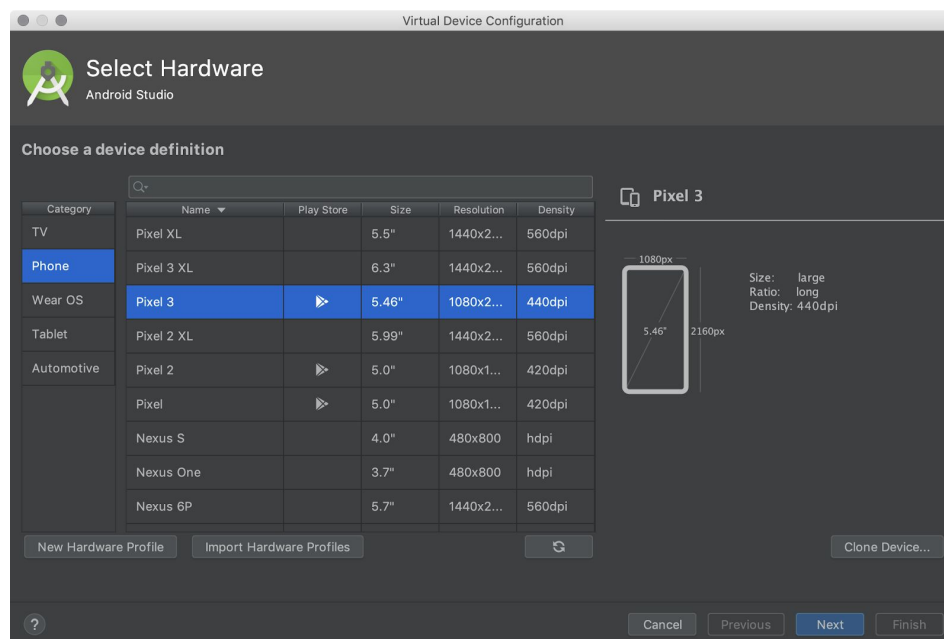 Virtual Device Configuration
Select Hardware
Android Studio
Choose a device definition
Pixel 3
Category
Name Play Store Size Resolution Density
TV
Phone
Wear OS
Tablet
Automotive
Pixel XL 5.5" 1440x2... 560dpi
Pixel 3 XL 6.3" 1440x2... 560dpi
Pixel 3 5.46" 1080x2... 440dpi
Pixel 2 XL 5.99" 1440x2... 560dpi
Pixel 2 5.0" 1080x1... 420dpi
Pixel 5.0" 1080x1... 420dpi
Nexus S 4.0" 480x800 hdpi
Nexus One 3.7" 480x800 hdpi
Nexus 6P 5.7" 1440x2... 560dpi
1080px
5.46"
2160px
Size: large
Ratio: long
Density: 440dpi
New Hardware Profile Import Hardware Profiles
Clone Device...
?
Cancel Previous Next Finish